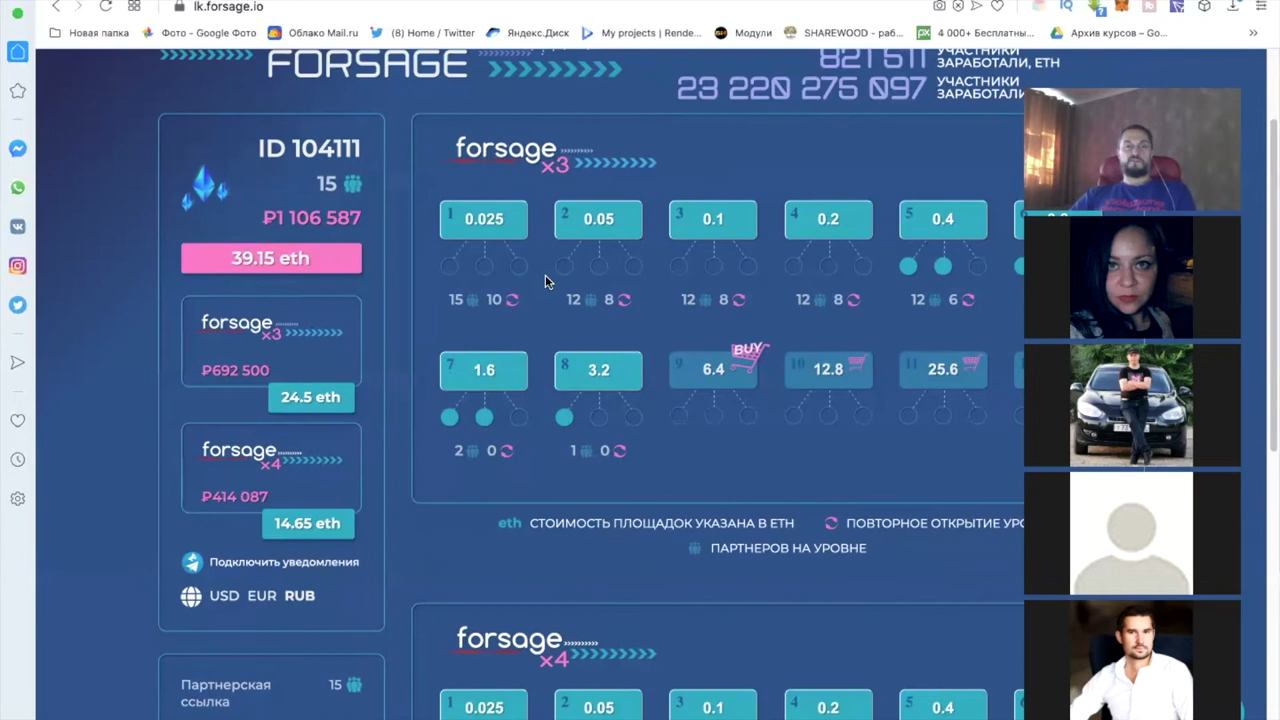 lk.forsage.io
Новая папка
Фото - Google Фото
Облако Mail.ru
(8) Home / Twitter
Яндекс.Диск
My projects | Rende...
Модули
SHAREWOOD - раб...
4 000+ Бесплатны...
Архив курсов – Go...
FORSAGE
821 511
УЧАСТНИКИ
ЗАРАБОТАЛИ, ETH
23 220 275 097
УЧАСТНИКИ
ЗАРАБОТАЛИ
ID 104111
15
₽1 106 587
39.15 eth
forsage
x3
₽692 500
24.5 eth
forsage
x4
₽414 087
14.65 eth
Подключить уведомления
USD EUR RUB
Партнерская
ссылка
15
forsage
x3
1 0.025
2 0.05
3 0.1
4 0.2
5 0.4
15 10
12 8
12 8
12 8
12 6
7 1.6
8 3.2
9 6.4
BUY
10 12.8
11 25.6
2 0
1 0
eth СТОИМОСТЬ ПЛОЩАДОК УКАЗАНА В ETH
ПОВТОРНОЕ ОТКРЫТИЕ УРО
ПАРТНЕРОВ НА УРОВНЕ
forsage
x4
1 0.025
2 0.05
3 0.1
4 0.2
5 0.4